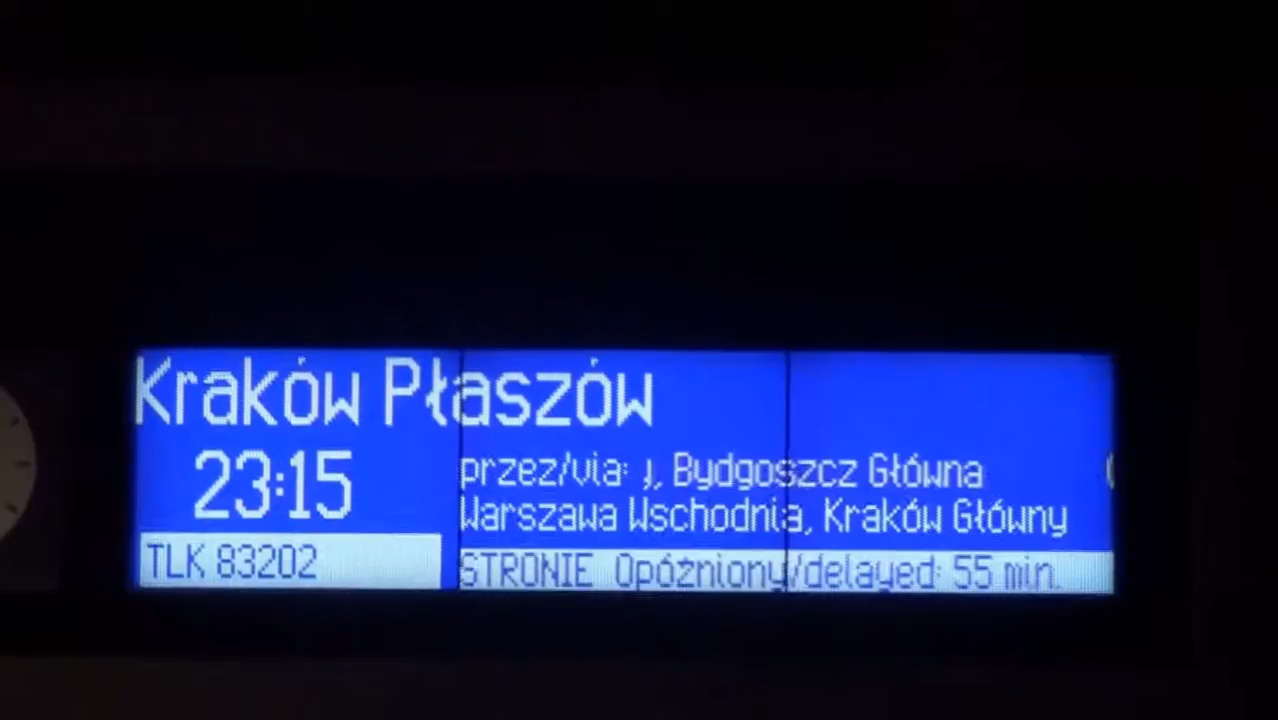 Kraków Płaszów
23:15
przez/via: j, Bydgoszcz Główna
Warszawa Wschodnia, Kraków Główny
TLK 83202
STRONIE Opóźniony/delayed: 55 min.